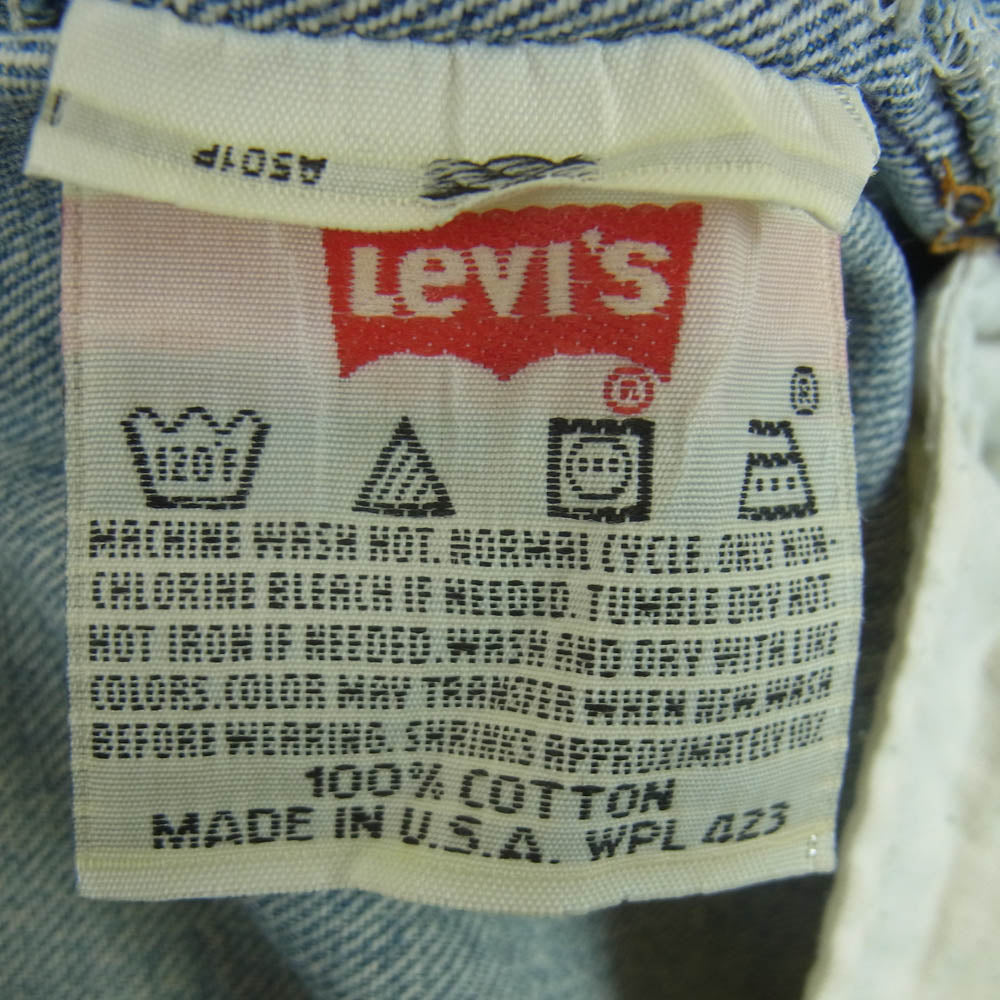 A501P
Levi's
®
®
120F
MACHINE WASH HOT. NORMAL CYCLE. ONLY NON-
CHLORINE BLEACH IF NEEDED. TUMBLE DRY HOT.
HOT IRON IF NEEDED. WASH AND DRY WITH LIKE
COLORS. COLOR MAY TRANSFER WHEN NEW. WASH
BEFORE WEARING. SHRINKS APPROXIMATELY 10%.
100% COTTON
MADE IN U.S.A. WPL 423